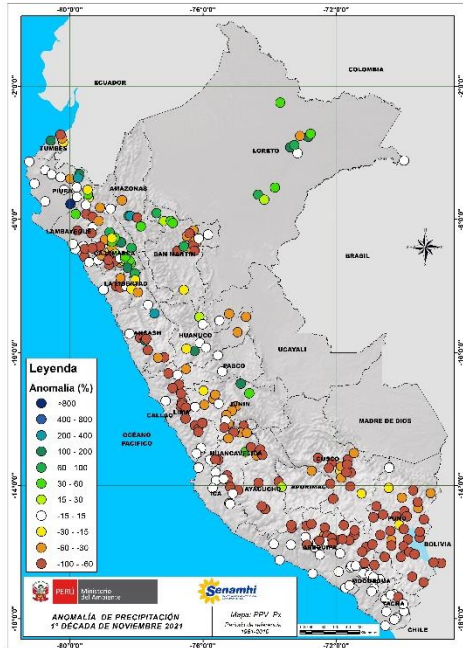 -80°0'0" -76°0'0" -72°0'0"
ECUADOR
COLOMBIA
TUMBES
LORETO
PIURA
AMAZONAS
LAMBAYEQUE
CAJAMARCA
SAN MARTIN
BRASIL
LA LIBERTAD
ANCASH
HUANUCO
UCAYALI
PASCO
Leyenda
Anomalía (%)
>800
400 - 800
200 - 400
100 - 200
60 - 100
30 - 60
15 - 30
-15 - 15
-30 - -15
-60 - -30
-100 - -60
JUNIN
CALLAO
LIMA
MADRE DE DIOS
OCÉANO
PACIFICO
HUANCAVELICA
CUSCO
ICA
AYACUCHO
APURIMAC
PUNO
AREQUIPA
BOLIVIA
MOQUEGUA
TACNA
CHILE
PERÚ
Ministerio
del Ambiente
Senamhi
ANOMALÍA DE PRECIPITACIÓN
1° DÉCADA DE NOVIEMBRE 2021
Mapa: PPV_Px
Periodo de referencia
1981-2010